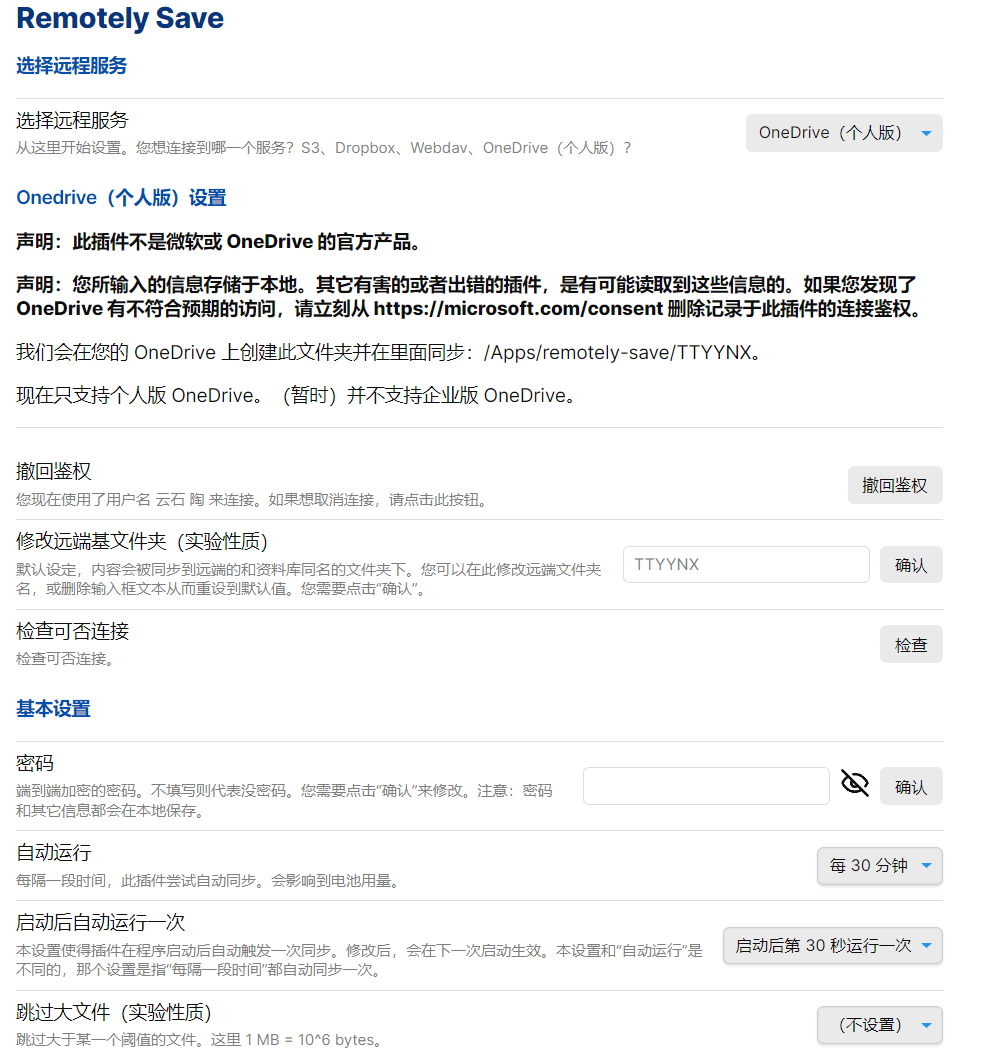 Remotely Save
选择远程服务
选择远程服务
从这里开始设置。您想连接到哪一个服务？S3、Dropbox、Webdav、OneDrive（个人版）?
OneDrive（个人版）
Onedrive（个人版）设置
声明：此插件不是微软或 OneDrive 的官方产品。
声明：您所输入的信息存储于本地。其它有害的或者出错的插件，是有可能读取到这些信息的。如果您发现了
OneDrive 有不符合预期的访问，请立刻从 https://microsoft.com/consent 删除记录于此插件的连接鉴权。
我们会在您的 OneDrive 上创建此文件夹并在里面同步：/Apps/remotely-save/TTYYNX。
现在只支持个人版 OneDrive。（暂时）并不支持企业版 OneDrive。
撤回鉴权
您现在使用了用户名 云石 陶 来连接。如果想取消连接，请点击此按钮。
撤回鉴权
修改远端基文件夹（实验性质）
默认设定，内容会被同步到远端的和资料库同名的文件夹下。您可以在此修改远端文件夹
名，或删除输入框文本从而重设到默认值。您需要点击“确认”。
TTYYNX
确认
检查可否连接
检查可否连接。
检查
基本设置
密码
端到端加密的密码。不填写则代表没密码。您需要点击“确认”来修改。注意：密码
和其它信息都会在本地保存。
确认
自动运行
每隔一段时间，此插件尝试自动同步。会影响到电池用量。
每 30 分钟
启动后自动运行一次
本设置使得插件在程序启动后自动触发一次同步。修改后，会在下一次启动生效。本设置和“自动运行”是
不同的，那个设置是指“每隔一段时间”都自动同步一次。
启动后第 30 秒运行一次
跳过大文件（实验性质）
跳过大于某一个阈值的文件。这里 1 MB = 10^6 bytes。
（不设置）